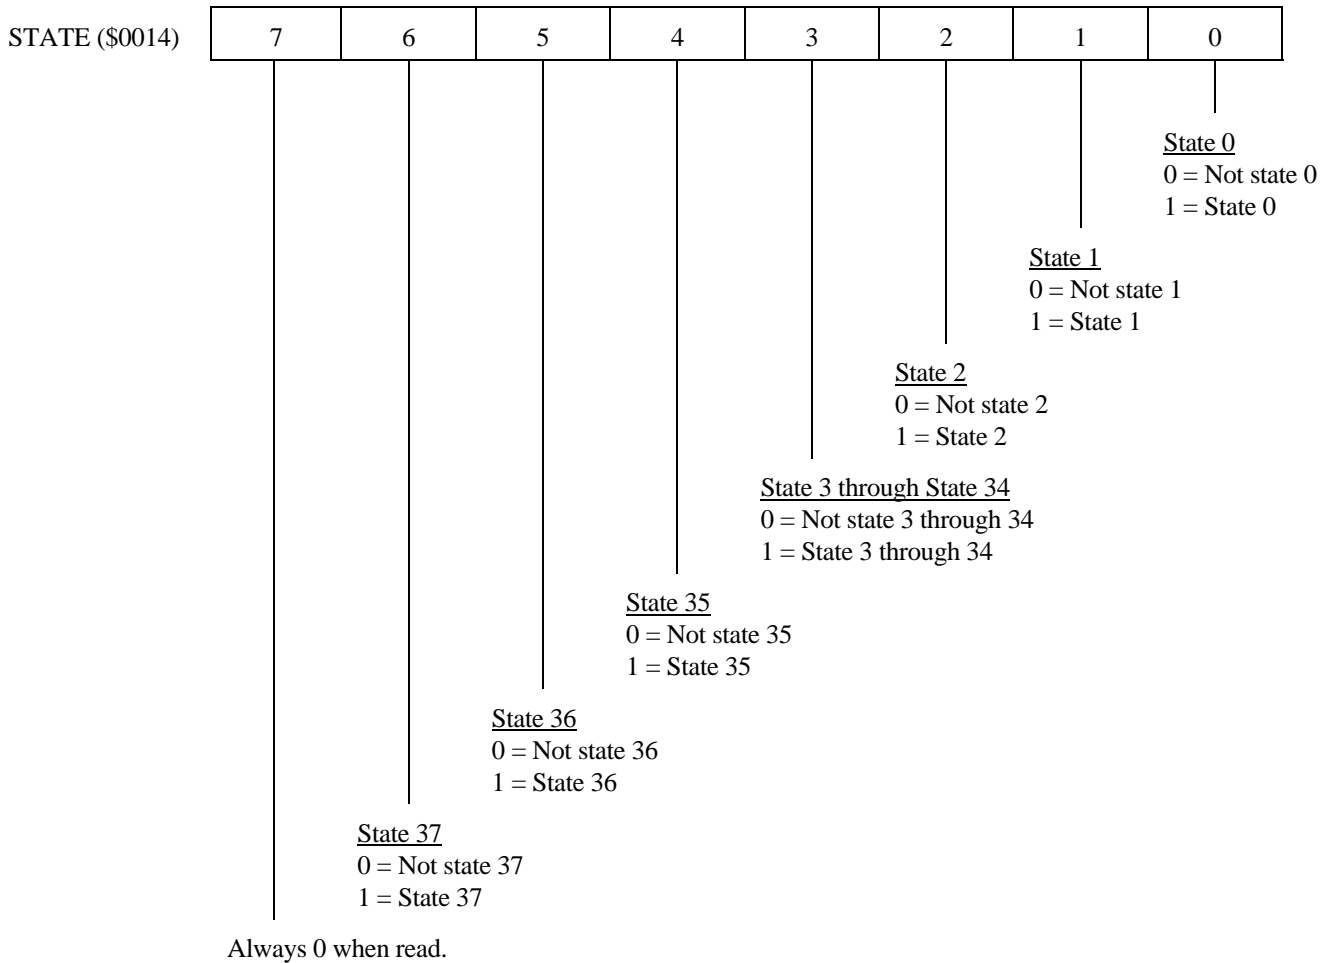 STATE ($0014) 7 6 5 4 3 2 1 0
State 0
0 = Not state 0
1 = State 0
State 1
0 = Not state 1
1 = State 1
State 2
0 = Not state 2
1 = State 2
State 3 through State 34
0 = Not state 3 through 34
1 = State 3 through 34
State 35
0 = Not state 35
1 = State 35
State 36
0 = Not state 36
1 = State 36
State 37
0 = Not state 37
1 = State 37
Always 0 when read.